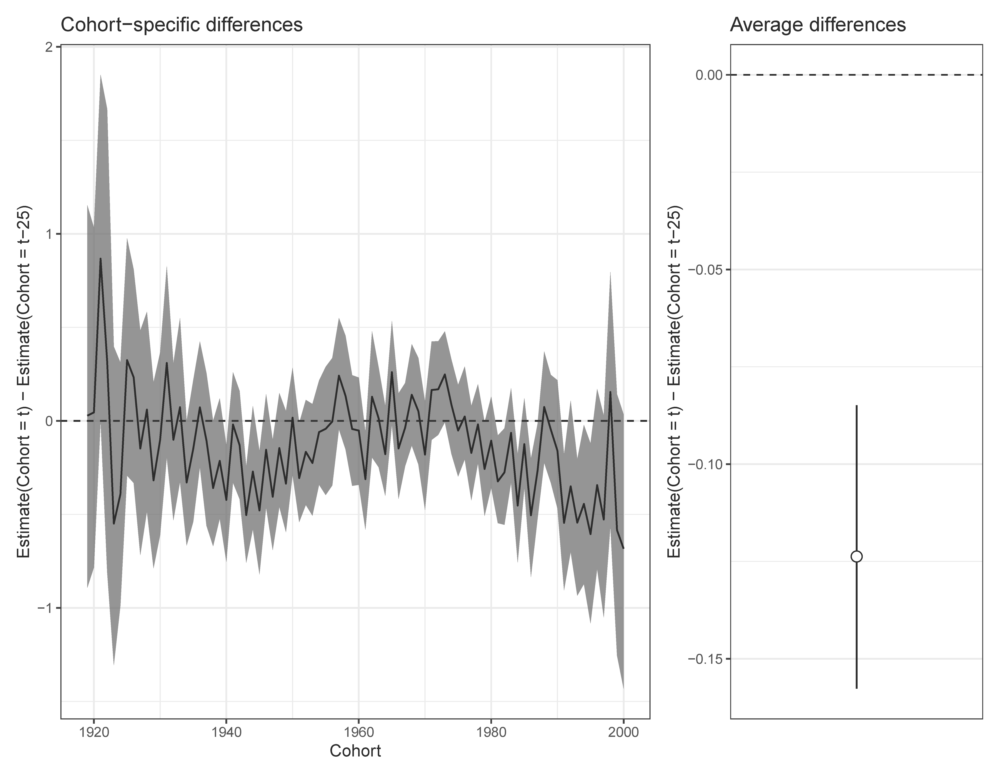 Cohort−specific differences
Estimate(Cohort = t) − Estimate(Cohort = t−25)
2
1
0
−1
1920 1940 1960 1980 2000
Cohort
Average differences
Estimate(Cohort = t) − Estimate(Cohort = t−25)
0.00
−0.05
−0.10
−0.15